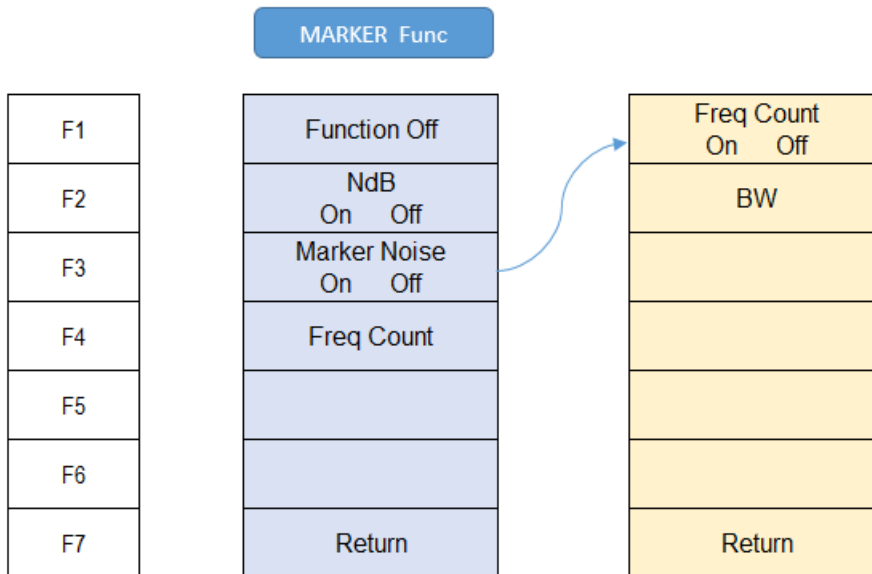 MARKER Func
F1
Function Off
Freq Count
On Off
F2
NdB
On Off
BW
F3
Marker Noise
On Off
F4
Freq Count
F5
F6
F7
Return
Return